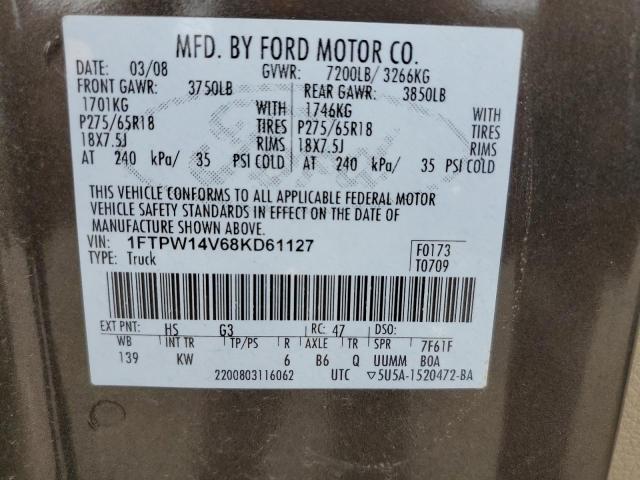 MFD. BY FORD MOTOR CO.
DATE: 03/08 GVWR: 7200LB/ 3266KG
FRONT GAWR: 3750LB REAR GAWR: 3850LB
1701KG WITH 1746KG WITH
P275/65R18 TIRES P275/65R18 TIRES
18X7.5J RIMS 18X7.5J RIMS
AT 240 kPa/ 35 PSI COLD AT 240 kPa/ 35 PSI COLD
THIS VEHICLE CONFORMS TO ALL APPLICABLE FEDERAL MOTOR
VEHICLE SAFETY STANDARDS IN EFFECT ON THE DATE OF
MANUFACTURE SHOWN ABOVE.
VIN: 1FTPW14V68KD61127 F0173
TYPE: Truck T0709
EXT PNT: HS G3 RC: 47 DSO:
WB INT TR TP/PS R AXLE TR SPR 7F61F
139 KW 6 B6 Q UUMM BOA
2200803116062 UTC ▽5U5A-1520472-BA
Ford